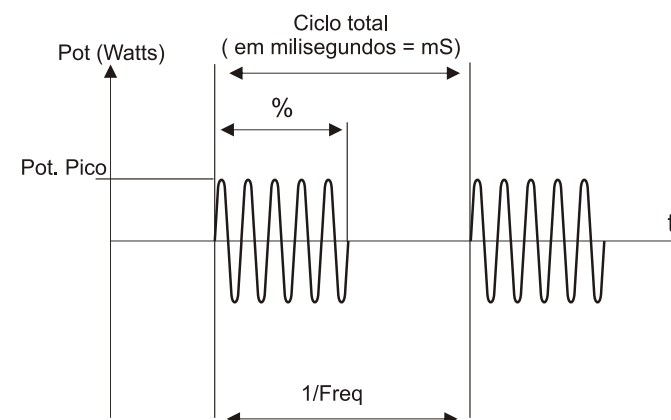 Ciclo total
( em milisegundos = mS)
Pot (Watts)
%
Pot. Pico
t
1/Freq